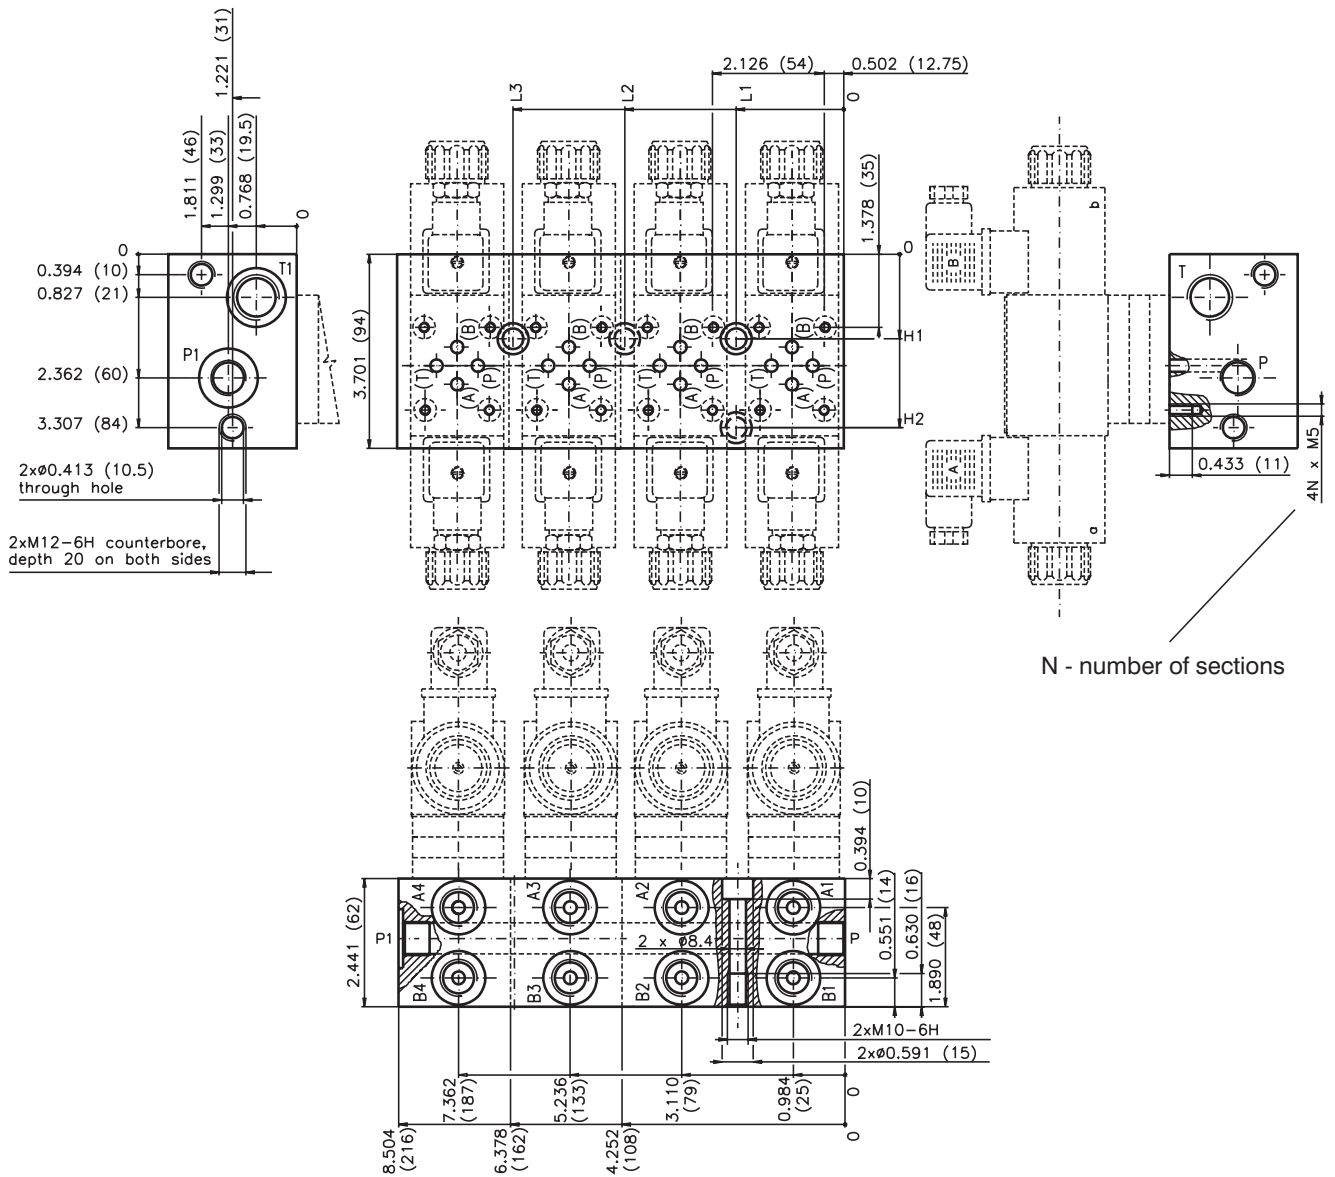 1.221 (31)
1.811 (46)
1.299 (33)
0.768 (19.5)
0
0
0.394 (10)
0.827 (21)
2.362 (60)
3.307 (84)
T1
P1
2xø0.413 (10.5)
through hole
2xM12-6H counterbore,
depth 20 on both sides
2.126 (54)
0.502 (12.75)
L3
L2
L1
0
1.378 (35)
0
3.701 (94)
H1
H2
(B) (B) (B) (B)
(T) (P) (T) (P) (T) (P) (T) (P)
(A) (A) (A) (A)
b
B
A
a
T
P
0.433 (11)
4N x M5
N - number of sections
0.394 (10)
0.551 (14)
0.630 (16)
1.890 (48)
2.441 (62)
A4
A3
A2
A1
P1
2 x ø8.4
P
B4
B3
B2
B1
2xM10-6H
2xø0.591 (15)
7.362
(187)
5.236
(133)
3.110
(79)
0.984
(25)
0
8.504
(216)
6.378
(162)
4.252
(108)
0